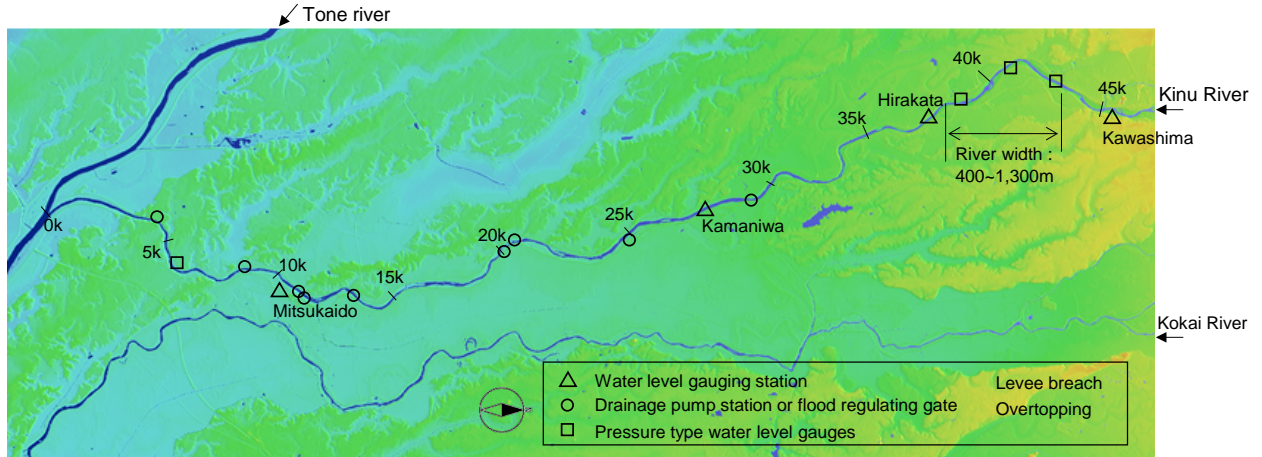 Tone river
40k
45k
Kinu River
Hirakata
35k
Kawashima
River width :
400~1,300m
30k
0k
25k
Kamaniwa
5k
20k
10k
15k
Mitsukaido
Kokai River
Water level gauging station
Levee breach
Drainage pump station or flood regulating gate
Overtopping
Pressure type water level gauges